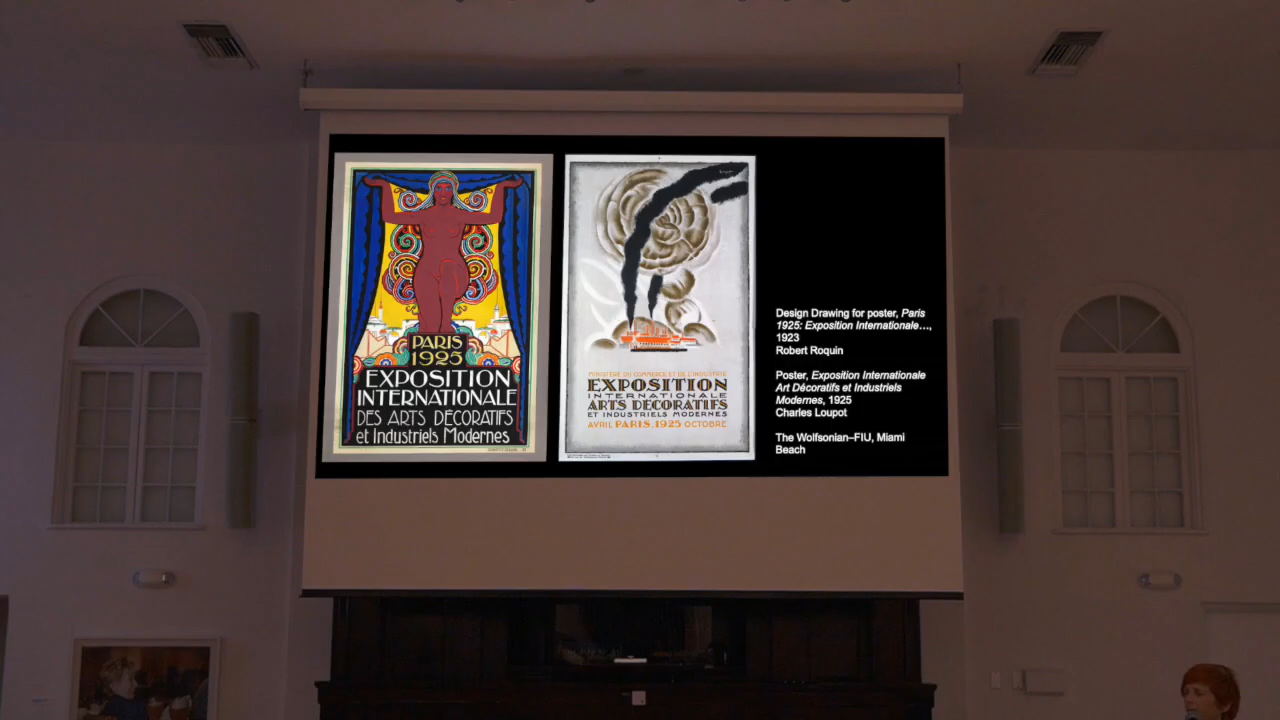 PARIS
1925
EXPOSITION
INTERNATIONALE
DES ARTS DÉCORATIFS
et Industriels Modernes
MINISTÈRE DU COMMERCE ET DE L'INDUSTRIE
EXPOSITION
INTERNATIONALE
ARTS DÉCORATIFS
ET INDUSTRIELS MODERNES
AVRIL PARIS.1925 OCTOBRE
Design Drawing for poster, Paris
1925: Exposition Internationale…,
1923
Robert Roquin
Poster, Exposition Internationale
Art Décoratifs et Industriels
Modernes, 1925
Charles Loupot
The Wolfsonian–FIU, Miami
Beach